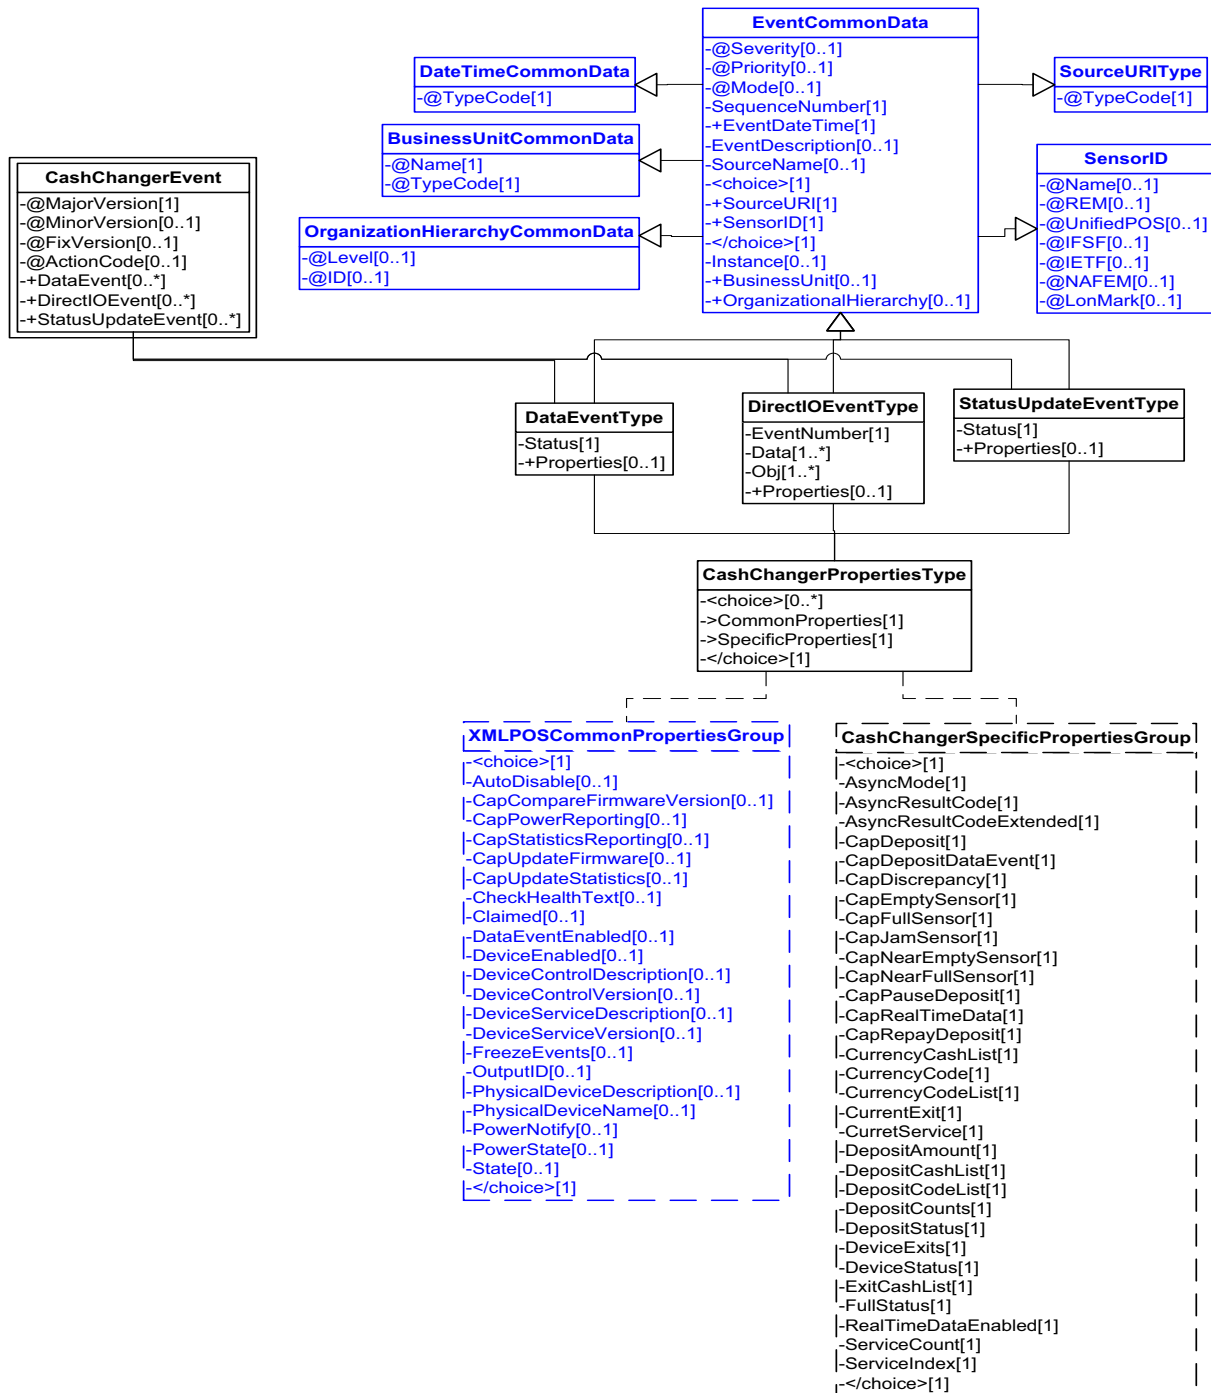 EventCommonData
-@Severity[0..1]
-@Priority[0..1]
-@Mode[0..1]
-SequenceNumber[1]
-+EventDateTime[1]
-EventDescription[0..1]
-SourceName[0..1]
-<choice>[1]
-+SourceURI[1]
-+SensorID[1]
-</choice>[1]
-Instance[0..1]
-+BusinessUnit[0..1]
-+OrganizationalHierarchy[0..1]
DateTimeCommonData
-@TypeCode[1]
SourceURIType
-@TypeCode[1]
BusinessUnitCommonData
-@Name[1]
-@TypeCode[1]
SensorID
-@Name[0..1]
-@REM[0..1]
-@UnifiedPOS[0..1]
-@IFSF[0..1]
-@IETF[0..1]
-@NAFEM[0..1]
-@LonMark[0..1]
CashChangerEvent
-@MajorVersion[1]
-@MinorVersion[0..1]
-@FixVersion[0..1]
-@ActionCode[0..1]
-+DataEvent[0..*]
-+DirectIOEvent[0..*]
-+StatusUpdateEvent[0..*]
OrganizationHierarchyCommonData
-@Level[0..1]
-@ID[0..1]
DataEventType
-Status[1]
-+Properties[0..1]
DirectIOEventType
-EventNumber[1]
-Data[1..*]
-Obj[1..*]
-+Properties[0..1]
StatusUpdateEventType
-Status[1]
-+Properties[0..1]
CashChangerPropertiesType
-<choice>[0..*]
->CommonProperties[1]
->SpecificProperties[1]
-</choice>[1]
XMLPOSCommonPropertiesGroup
-<choice>[1]
-AutoDisable[0..1]
-CapCompareFirmwareVersion[0..1]
-CapPowerReporting[0..1]
-CapStatisticsReporting[0..1]
-CapUpdateFirmware[0..1]
-CapUpdateStatistics[0..1]
-CheckHealthText[0..1]
-Claimed[0..1]
-DataEventEnabled[0..1]
-DeviceEnabled[0..1]
-DeviceControlDescription[0..1]
-DeviceControlVersion[0..1]
-DeviceServiceDescription[0..1]
-DeviceServiceVersion[0..1]
-FreezeEvents[0..1]
-OutputID[0..1]
-PhysicalDeviceDescription[0..1]
-PhysicalDeviceName[0..1]
-PowerNotify[0..1]
-PowerState[0..1]
-State[0..1]
-</choice>[1]
CashChangerSpecificPropertiesGroup
-<choice>[1]
-AsyncMode[1]
-AsyncResultCode[1]
-AsyncResultCodeExtended[1]
-CapDeposit[1]
-CapDepositDataEvent[1]
-CapDiscrepancy[1]
-CapEmptySensor[1]
-CapFullSensor[1]
-CapJamSensor[1]
-CapNearEmptySensor[1]
-CapNearFullSensor[1]
-CapPauseDeposit[1]
-CapRealTimeData[1]
-CapRepayDeposit[1]
-CurrencyCashList[1]
-CurrencyCode[1]
-CurrencyCodeList[1]
-CurrentExit[1]
-CurretService[1]
-DepositAmount[1]
-DepositCashList[1]
-DepositCodeList[1]
-DepositCounts[1]
-DepositStatus[1]
-DeviceExits[1]
-DeviceStatus[1]
-ExitCashList[1]
-FullStatus[1]
-RealTimeDataEnabled[1]
-ServiceCount[1]
-ServiceIndex[1]
-</choice>[1]